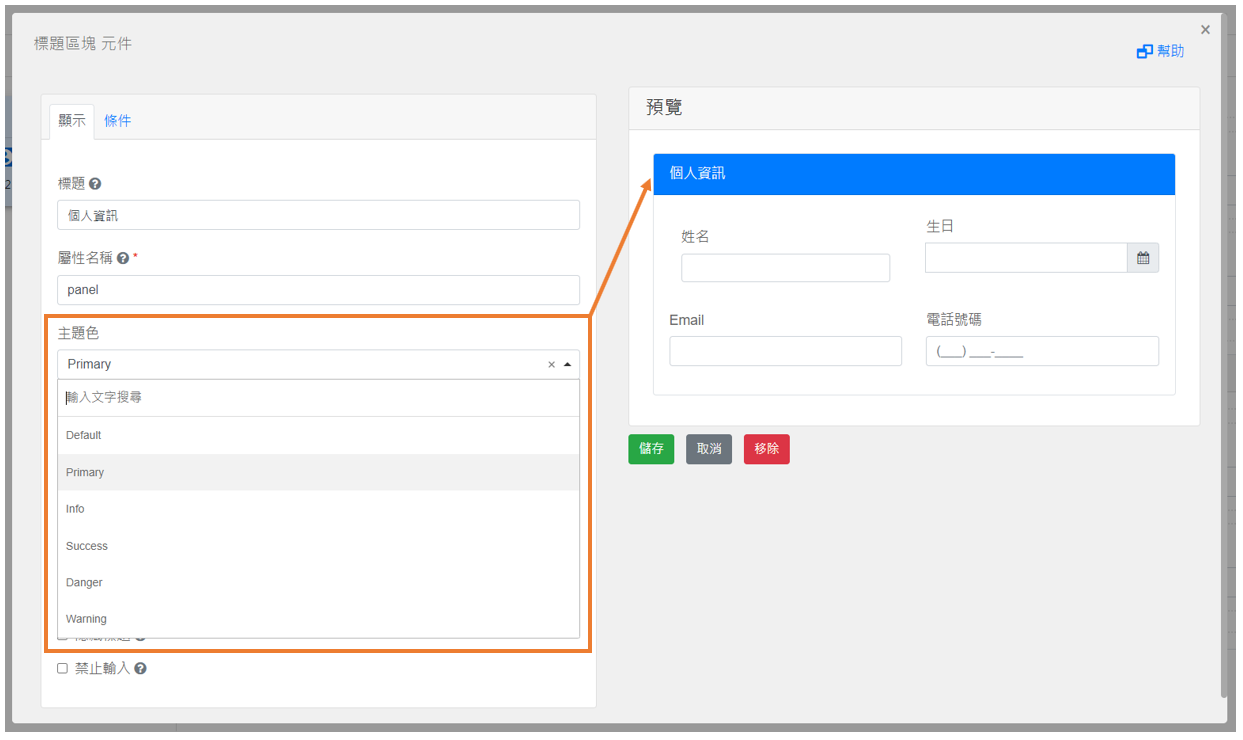 標題區塊 元件
幫助
顯示
條件
標題
個人資訊
屬性名稱 *
panel
主題色
Primary
輸入文字搜尋
Default
Primary
Info
Success
Danger
Warning
禁止輸入
預覽
個人資訊
姓名
生日
Email
電話號碼
(___) ___-____
儲存
取消
移除